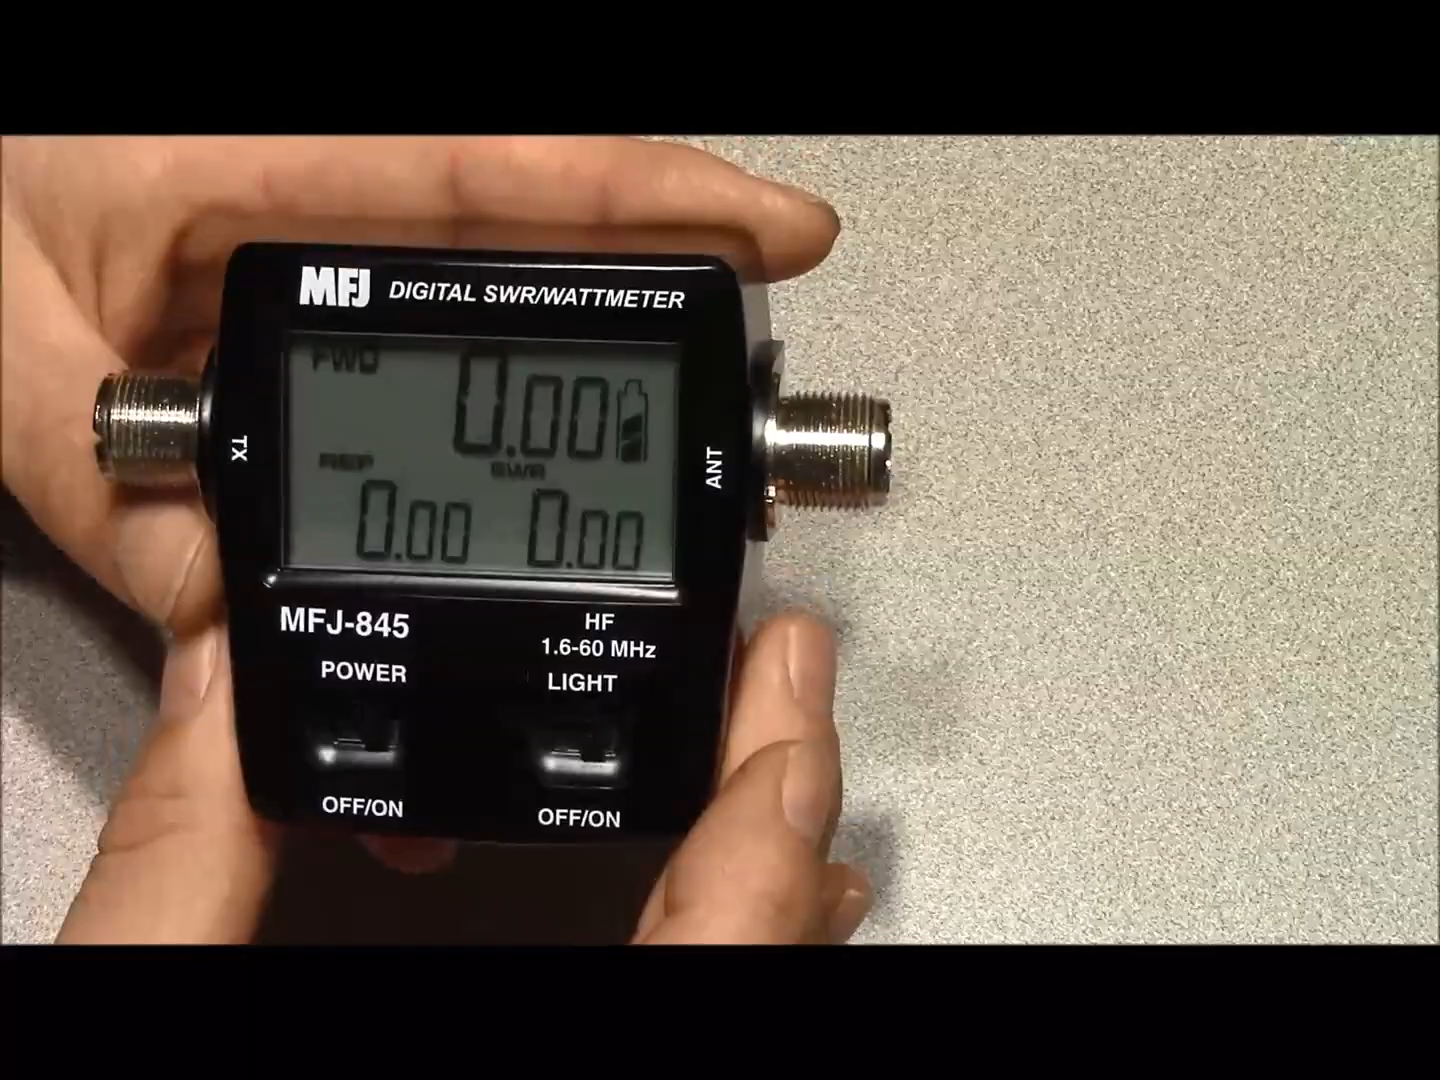 MFJ DIGITAL SWR/WATTMETER
FWD 0.00
REF SWR
0.00 0.00
TX
ANT
MFJ-845
HF
1.6-60 MHz
POWER
LIGHT
OFF/ON
OFF/ON